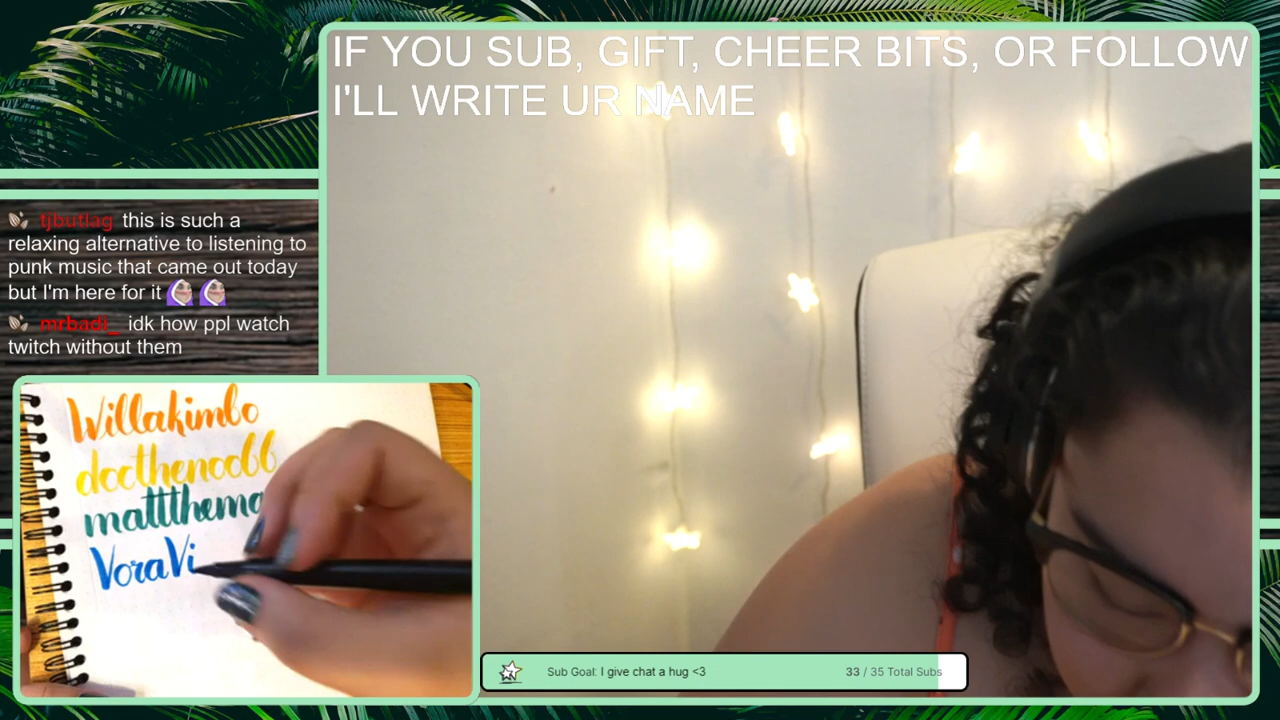 IF YOU SUB, GIFT, CHEER BITS, OR FOLLOW
I'LL WRITE UR NAME
tjbutlag this is such a
relaxing alternative to listening to
punk music that came out today
but I'm here for it
mrbadi_ idk how ppl watch
twitch without them
Willakimbo
docthenoobb
mattthema
VoraVi
Sub Goal: I give chat a hug <3
33 / 35 Total Subs